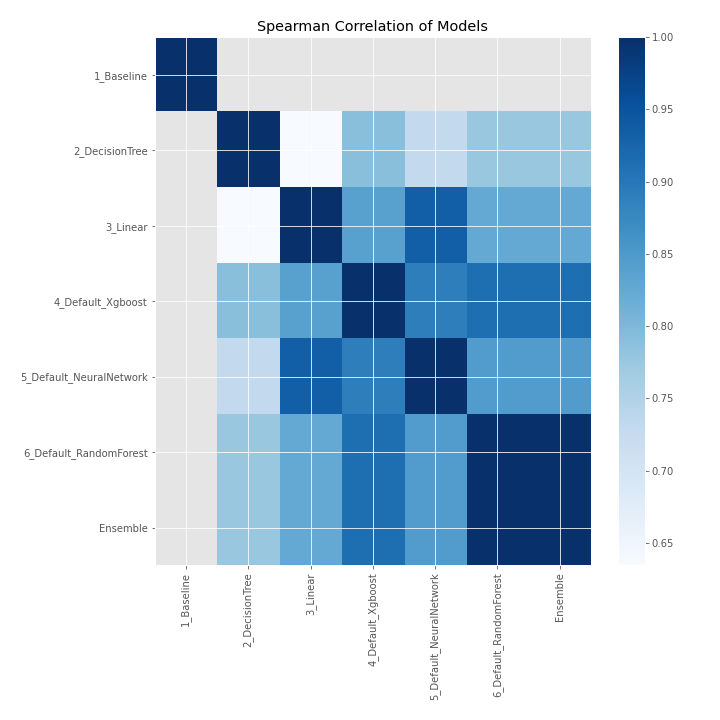 Spearman Correlation of Models
1_Baseline
2_DecisionTree
3_Linear
4_Default_Xgboost
5_Default_NeuralNetwork
6_Default_RandomForest
Ensemble
1.00
0.95
0.90
0.85
0.80
0.75
0.70
0.65
1_Baseline
2_DecisionTree
3_Linear
4_Default_Xgboost
5_Default_NeuralNetwork
6_Default_RandomForest
Ensemble